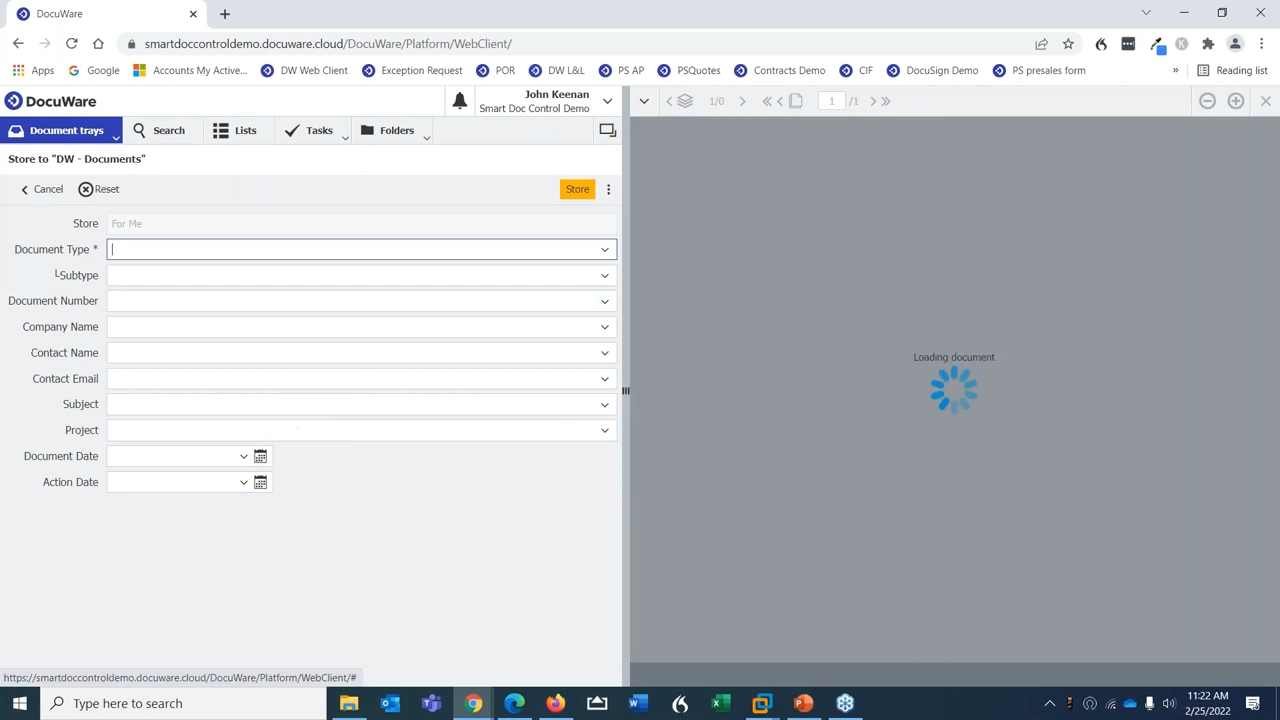 DocuWare
smartdoccontroldemo.docuware.cloud/DocuWare/Platform/WebClient/
Apps
Google
Accounts My Active...
DW Web Client
Exception Request
POR
DW L&L
PS AP
PSQuotes
Contracts Demo
CIF
DocuSign Demo
PS presales form
»
Reading list
DocuWare
John Keenan
Smart Doc Control Demo
1/0
1
/1
Document trays
Search
Lists
Tasks
Folders
Store to "DW - Documents"
Cancel
Reset
Store
Store
For Me
Document Type *
Subtype
Document Number
Company Name
Contact Name
Contact Email
Subject
Project
Document Date
Action Date
Loading document
https://smartdoccontroldemo.docuware.cloud/DocuWare/Platform/WebClient/#
Type here to search
11:22 AM
2/25/2022